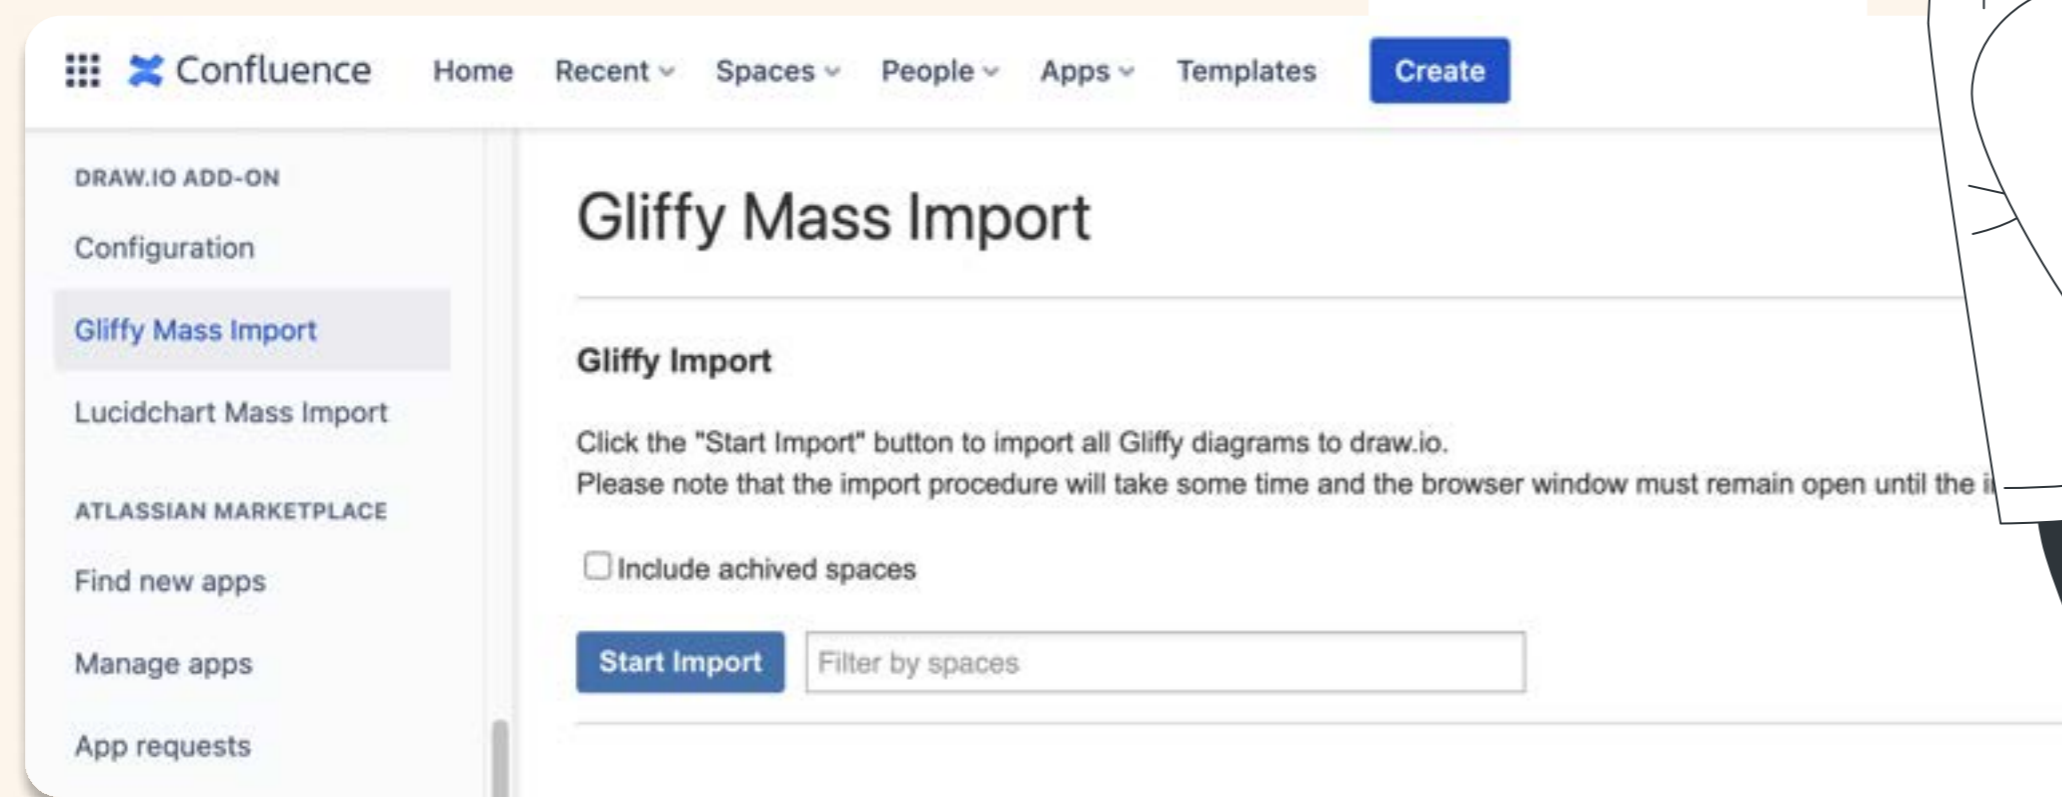 Confluence Home Recent Spaces People Apps Templates Create
DRAW.IO ADD-ON
Configuration
Gliffy Mass Import
Lucidchart Mass Import
ATLASSIAN MARKETPLACE
Find new apps
Manage apps
App requests
Gliffy Mass Import
Gliffy Import
Click the "Start Import" button to import all Gliffy diagrams to draw.io.
Please note that the import procedure will take some time and the browser window must remain open until the
Include achived spaces
Start Import Filter by spaces